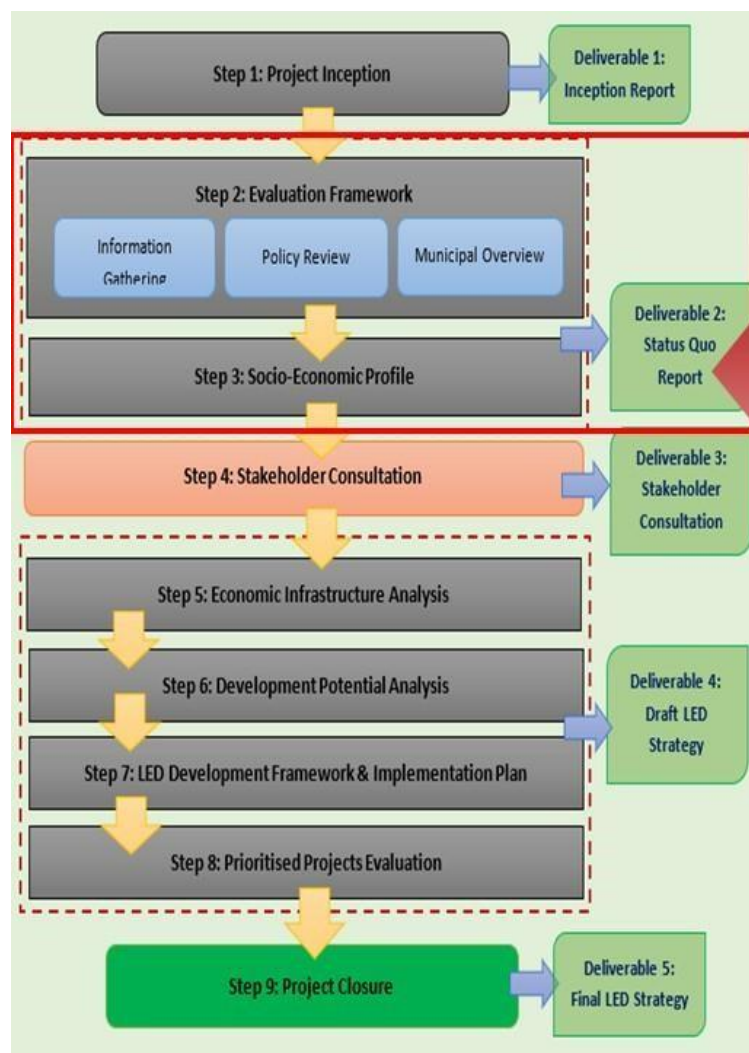 Step 1: Project Inception
Deliverable 1:
Inception Report
Step 2: Evaluation Framework
Information
Gathering
Policy Review
Municipal Overview
Deliverable 2:
Status Quo
Report
Step 3: Socio-Economic Profile
Step 4: Stakeholder Consultation
Deliverable 3:
Stakeholder
Consultation
Step 5: Economic Infrastructure Analysis
Step 6: Development Potential Analysis
Deliverable 4:
Draft LED
Strategy
Step 7: LED Development Framework & Implementation Plan
Step 8: Prioritised Projects Evaluation
Step 9: Project Closure
Deliverable 5:
Final LED Strategy